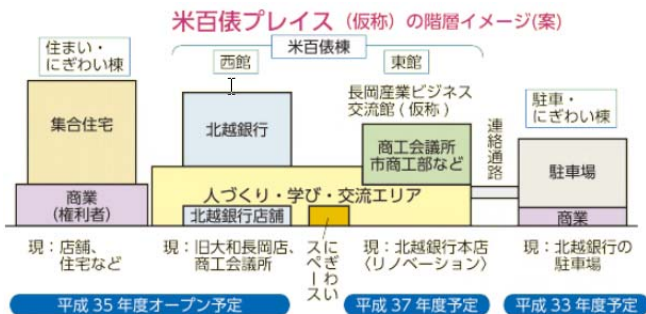 米百俵プレイス(仮称)の階層イメージ(案)
住まい・
にぎわい棟
米百俵棟
西館
東館
長岡産業ビジネス
交流館(仮称)
駐車・
にぎわい棟
集合住宅
北越銀行
商工会議所
市商工部など
連絡通路
駐車場
商業
(権利者)
人づくり・学び・交流エリア
北越銀行店舗
商業
現:店舗、
住宅など
現:旧大和長岡店、
商工会議所
にぎわい
スペース
現:北越銀行本店
〈リノベーション〉
現:北越銀行の
駐車場
平成35年度オープン予定
平成37年度予定
平成33年度予定